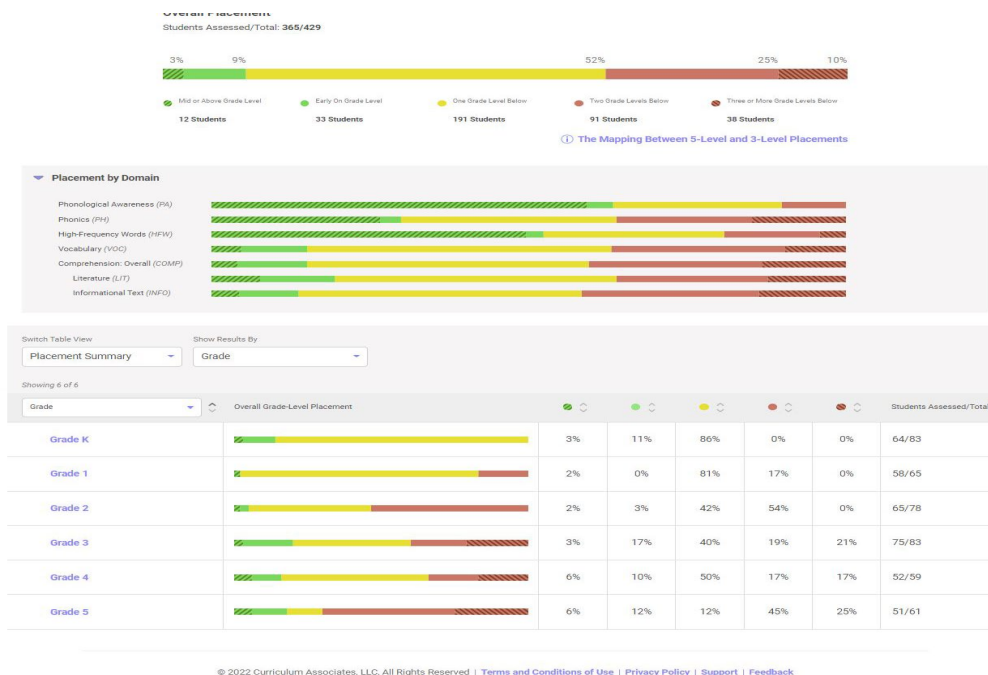 Overall Placement
Students Assessed/Total: 365/429
3% 9% 52% 25% 10%
Mid or Above Grade Level Early On Grade Level One Grade Level Below Two Grade Levels Below Three or More Grade Levels Below
12 Students 33 Students 191 Students 91 Students 38 Students
The Mapping Between 5-Level and 3-Level Placements
Placement by Domain
Phonological Awareness (PA)
Phonics (PH)
High-Frequency Words (HFW)
Vocabulary (VOC)
Comprehension: Overall (COMP)
Literature (LIT)
Informational Text (INFO)
Switch Table View Show Results By
Placement Summary Grade
Showing 6 of 6
Grade Overall Grade-Level Placement Students Assessed/Total
Grade K 3% 11% 86% 0% 0% 64/83
Grade 1 2% 0% 81% 17% 0% 58/65
Grade 2 2% 3% 42% 54% 0% 65/78
Grade 3 3% 17% 40% 19% 21% 75/83
Grade 4 6% 10% 50% 17% 17% 52/59
Grade 5 6% 12% 12% 45% 25% 51/61
© 2022 Curriculum Associates, LLC, All Rights Reserved | Terms and Conditions of Use | Privacy Policy | Support | Feedback